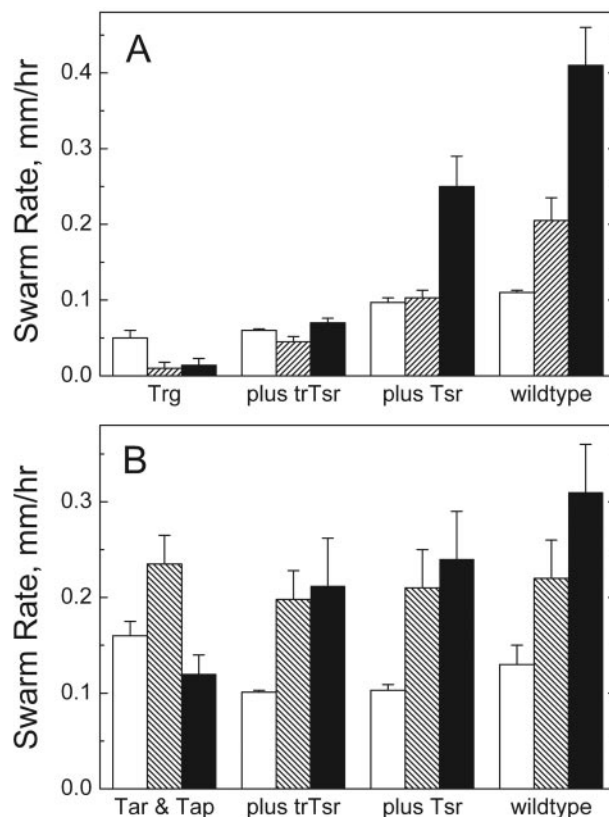 A
Swarm Rate, mm/hr
0.4
0.3
0.2
0.1
0.0
Trg plus trTsr plus Tsr wildtype
B
Swarm Rate, mm/hr
0.3
0.2
0.1
0.0
Tar & Tap plus trTsr plus Tsr wildtype